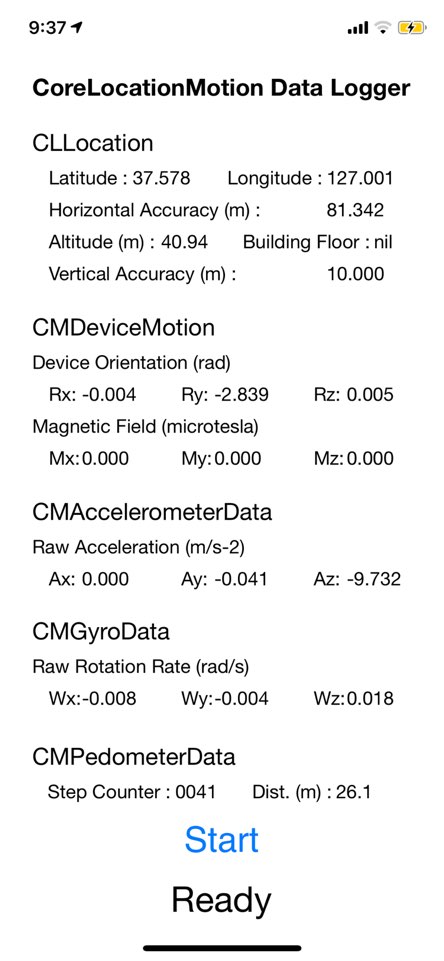 9:37
CoreLocationMotion Data Logger
CLLocation
Latitude : 37.578 Longitude : 127.001
Horizontal Accuracy (m) : 81.342
Altitude (m) : 40.94 Building Floor : nil
Vertical Accuracy (m) : 10.000
CMDeviceMotion
Device Orientation (rad)
Rx: -0.004 Ry: -2.839 Rz: 0.005
Magnetic Field (microtesla)
Mx:0.000 My:0.000 Mz:0.000
CMAccelerometerData
Raw Acceleration (m/s-2)
Ax: 0.000 Ay: -0.041 Az: -9.732
CMGyroData
Raw Rotation Rate (rad/s)
Wx:-0.008 Wy:-0.004 Wz:0.018
CMPedometerData
Step Counter : 0041 Dist. (m) : 26.1
Start
Ready